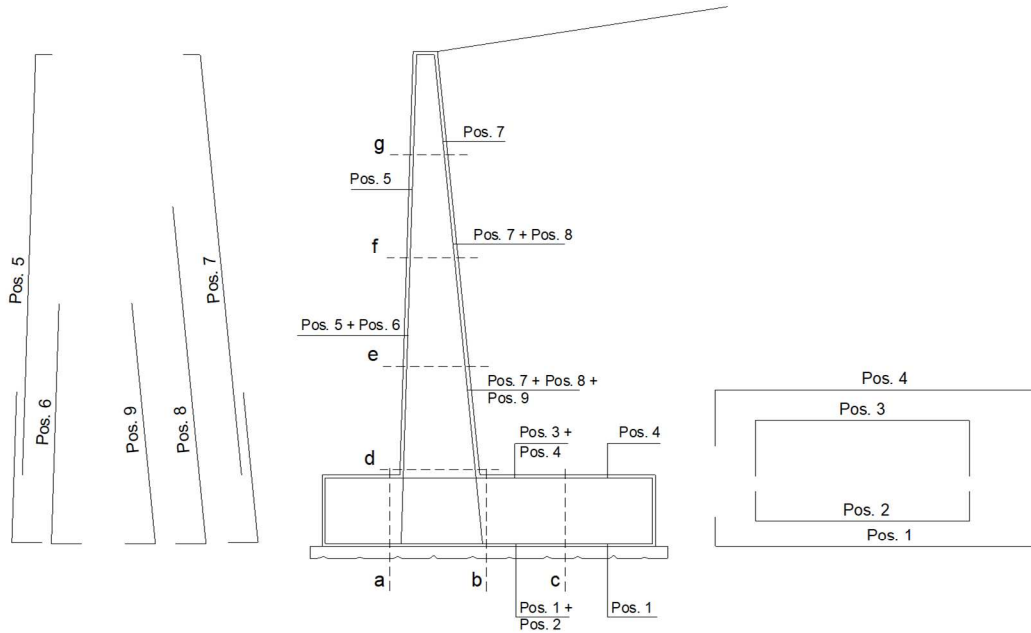 Pos. 7
g
Pos. 5
Pos. 7 + Pos. 8
f
Pos. 5
Pos. 7
Pos. 5 + Pos. 6
e
Pos. 7 + Pos. 8 +
Pos. 9
Pos. 4
Pos. 3
Pos. 6
Pos. 9
Pos. 8
Pos. 3 +
Pos. 4
Pos. 4
d
Pos. 2
Pos. 1
a
b
c
Pos. 1 +
Pos. 2
Pos. 1